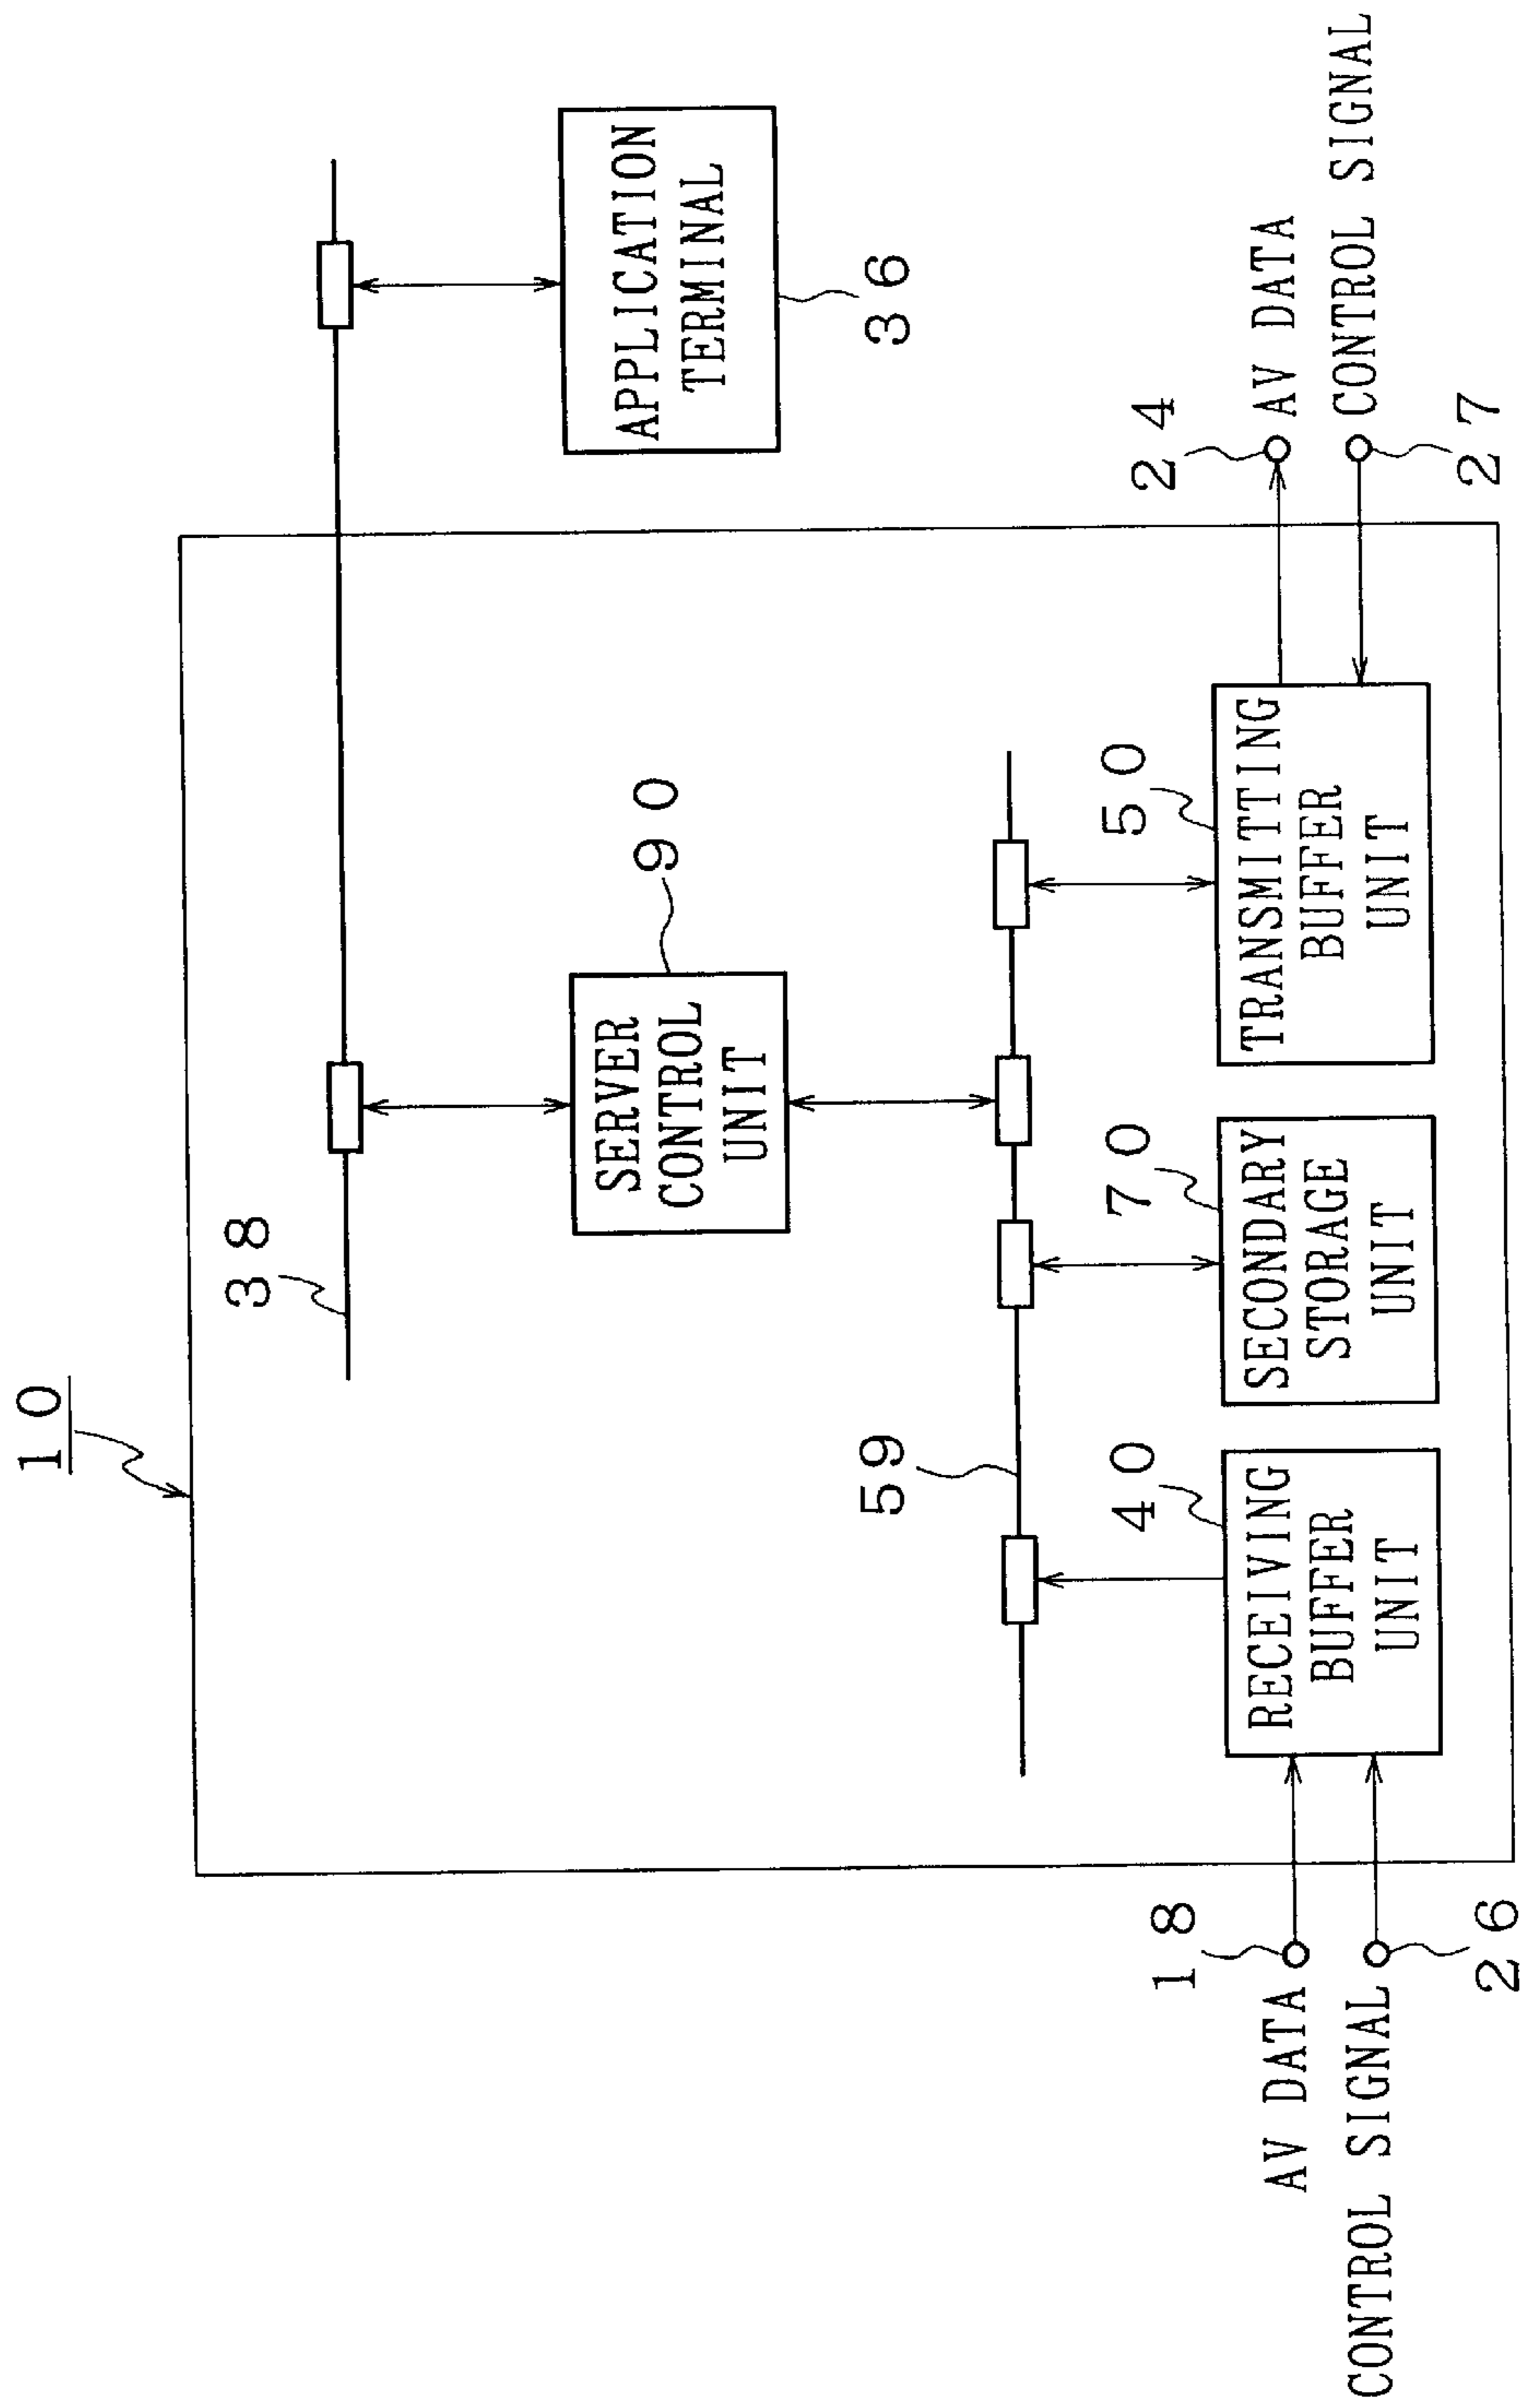 10
38
APPLICATION
TERMINAL
36
SERVER
CONTROL
UNIT
90
59
RECEIVING
BUFFER
UNIT
40
SECONDARY
STORAGE
UNIT
70
TRANSMITTING
BUFFER
UNIT
50
18
AV DATA
CONTROL SIGNAL
26
24
AV DATA
CONTROL SIGNAL
27